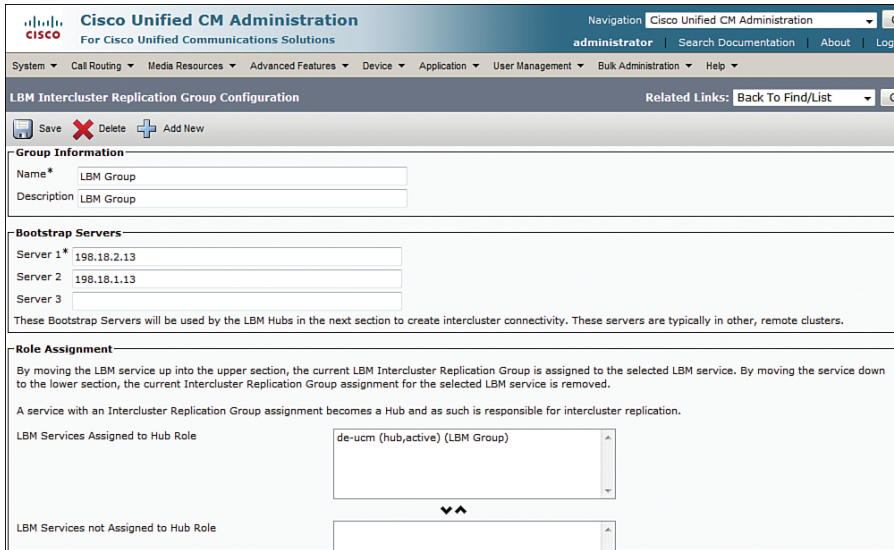 cisco
Cisco Unified CM Administration
For Cisco Unified Communications Solutions
Navigation Cisco Unified CM Administration
administrator Search Documentation About Log
System Call Routing Media Resources Advanced Features Device Application User Management Bulk Administration Help
LBM Intercluster Replication Group Configuration
Related Links: Back To Find/List
Save Delete Add New
Group Information
Name* LBM Group
Description LBM Group
Bootstrap Servers
Server 1* 198.18.2.13
Server 2 198.18.1.13
Server 3
These Bootstrap Servers will be used by the LBM Hubs in the next section to create intercluster connectivity. These servers are typically in other, remote clusters.
Role Assignment
By moving the LBM service up into the upper section, the current LBM Intercluster Replication Group is assigned to the selected LBM service. By moving the service down
to the lower section, the current Intercluster Replication Group assignment for the selected LBM service is removed.
A service with an Intercluster Replication Group assignment becomes a Hub and as such is responsible for intercluster replication.
LBM Services Assigned to Hub Role
de-ucm (hub,active) (LBM Group)
LBM Services not Assigned to Hub Role